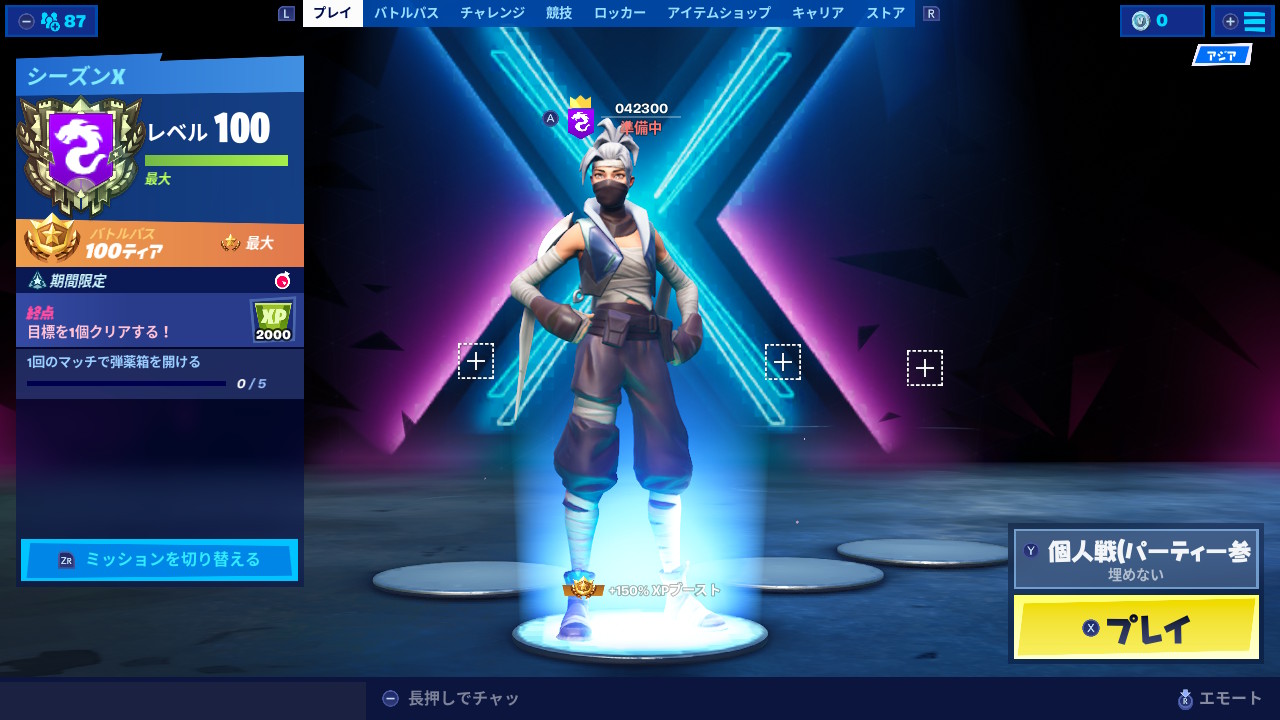 87
L プレイ バトルパス チャレンジ 競技 ロッカー アイテムショップ キャリア ストア R
0
アジア
シーズンX
レベル 100
最大
バトルパス
100ティア 最大
期間限定
終点
目標を1個クリアする！
XP
2000
1回のマッチで弾薬箱を開ける
0 / 5
ZR ミッションを切り替える
A 042300
準備中
+150% XPブースト
Y 個人戦(パーティー参
埋めない
X プレイ
長押しでチャッ
R エモート